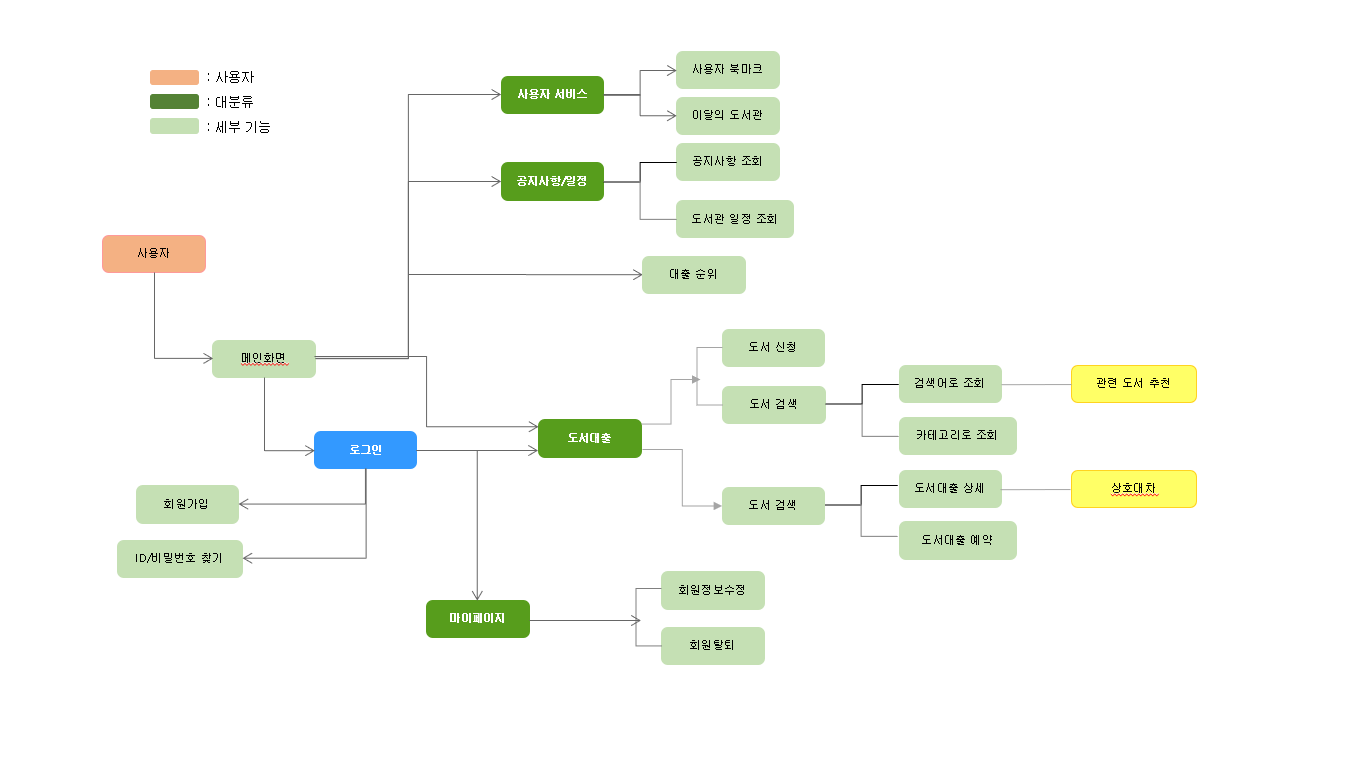 : 사용자
: 대분류
: 세부 기능
사용자 서비스
사용자 북마크
이달의 도서관
공지사항/일정
공지사항 조회
도서관 일정 조회
사용자
대출 순위
메인화면
도서 신청
도서 검색
검색어로 조회
관련 도서 추천
카테고리로 조회
로그인
도서대출
도서 검색
도서대출 상세
상호대차
도서대출 예약
회원가입
ID/비밀번호 찾기
마이페이지
회원정보수정
회원탈퇴